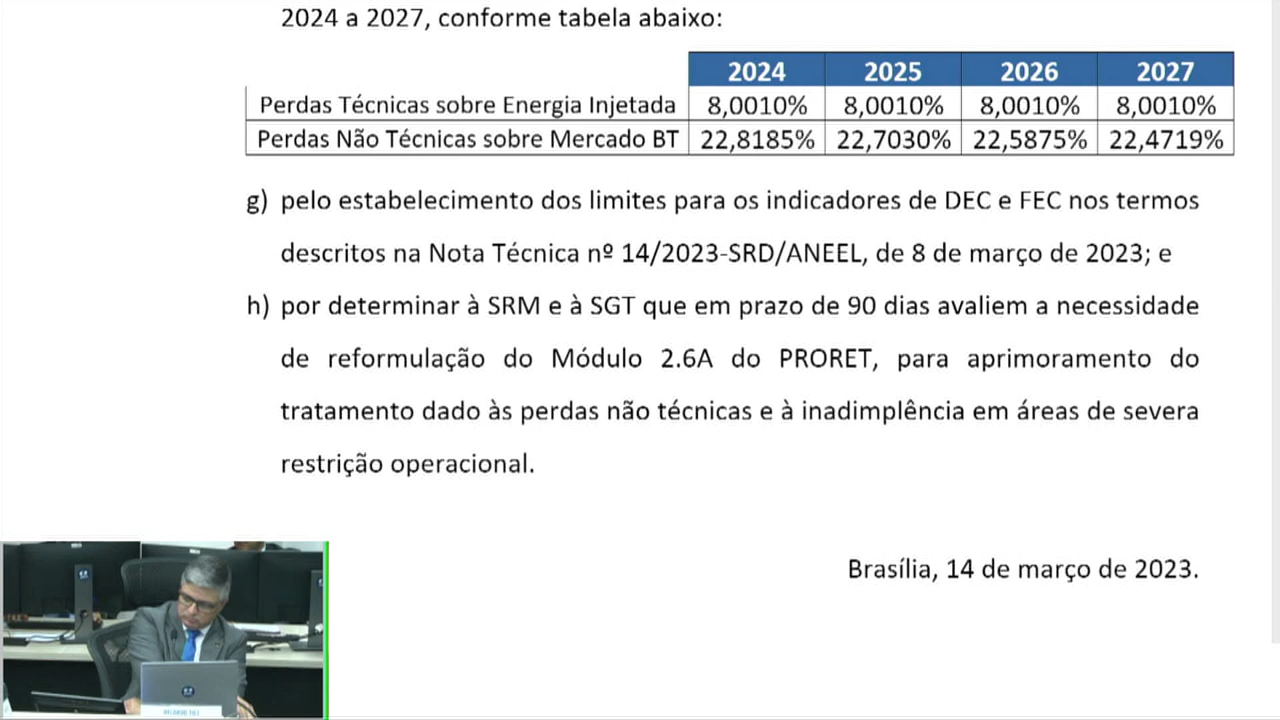 2024 a 2027, conforme tabela abaixo:
2024 2025 2026 2027
Perdas Técnicas sobre Energia Injetada 8,0010% 8,0010% 8,0010% 8,0010%
Perdas Não Técnicas sobre Mercado BT 22,8185% 22,7030% 22,5875% 22,4719%
g) pelo estabelecimento dos limites para os indicadores de DEC e FEC nos termos
descritos na Nota Técnica nº 14/2023-SRD/ANEEL, de 8 de março de 2023; e
h) por determinar à SRM e à SGT que em prazo de 90 dias avaliem a necessidade
de reformulação do Módulo 2.6A do PRORET, para aprimoramento do
tratamento dado às perdas não técnicas e à inadimplência em áreas de severa
restrição operacional.
Brasília, 14 de março de 2023.